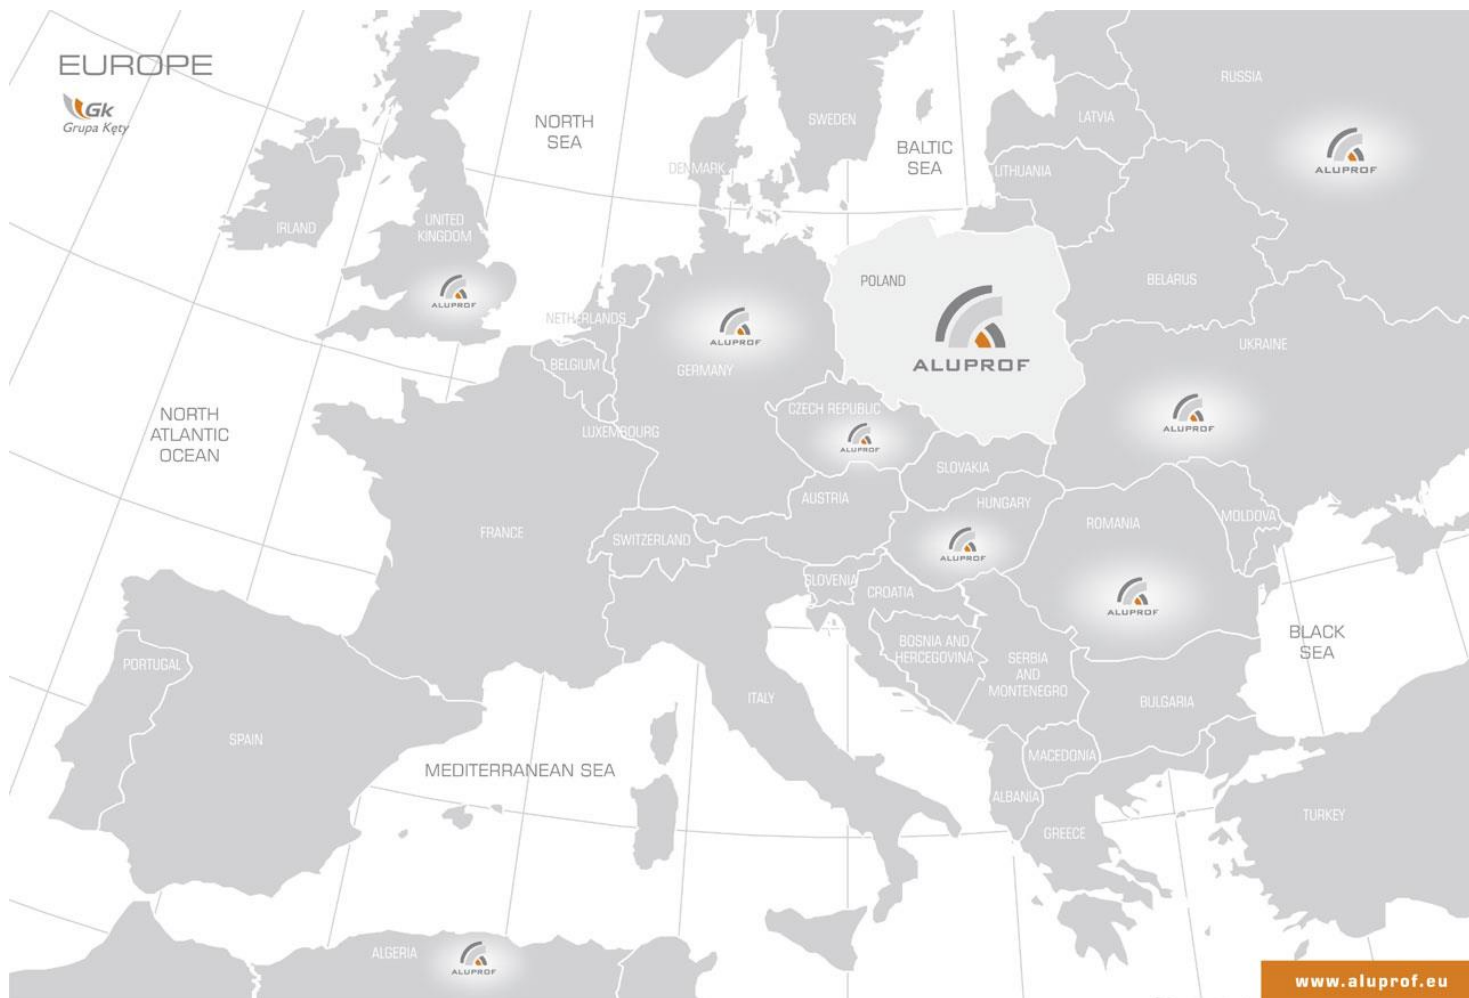 EUROPE
Gk
Grupa Kęty
NORTH
SEA
SWEDEN
BALTIC
SEA
DENMARK
LATVIA
LITHUANIA
RUSSIA
ALUPROF
IRLAND
UNITED
KINGDOM
ALUPROF
NETHERLANDS
BELGIUM
LUXEMBOURG
ALUPROF
GERMANY
POLAND
ALUPROF
BELARUS
UKRAINE
ALUPROF
CZECH REPUBLIC
ALUPROF
SLOVAKIA
AUSTRIA
HUNGARY
ALUPROF
ROMANIA
ALUPROF
MOLDOVA
NORTH
ATLANTIC
OCEAN
FRANCE
SWITZERLAND
SLOVENIA
CROATIA
BOSNIA AND
HERCEGOVINA
SERBIA
AND
MONTENEGRO
BLACK
SEA
PORTUGAL
SPAIN
ITALY
BULGARIA
MACEDONIA
ALBANIA
GREECE
TURKEY
MEDITERRANEAN SEA
ALGERIA
ALUPROF
www.aluprof.eu